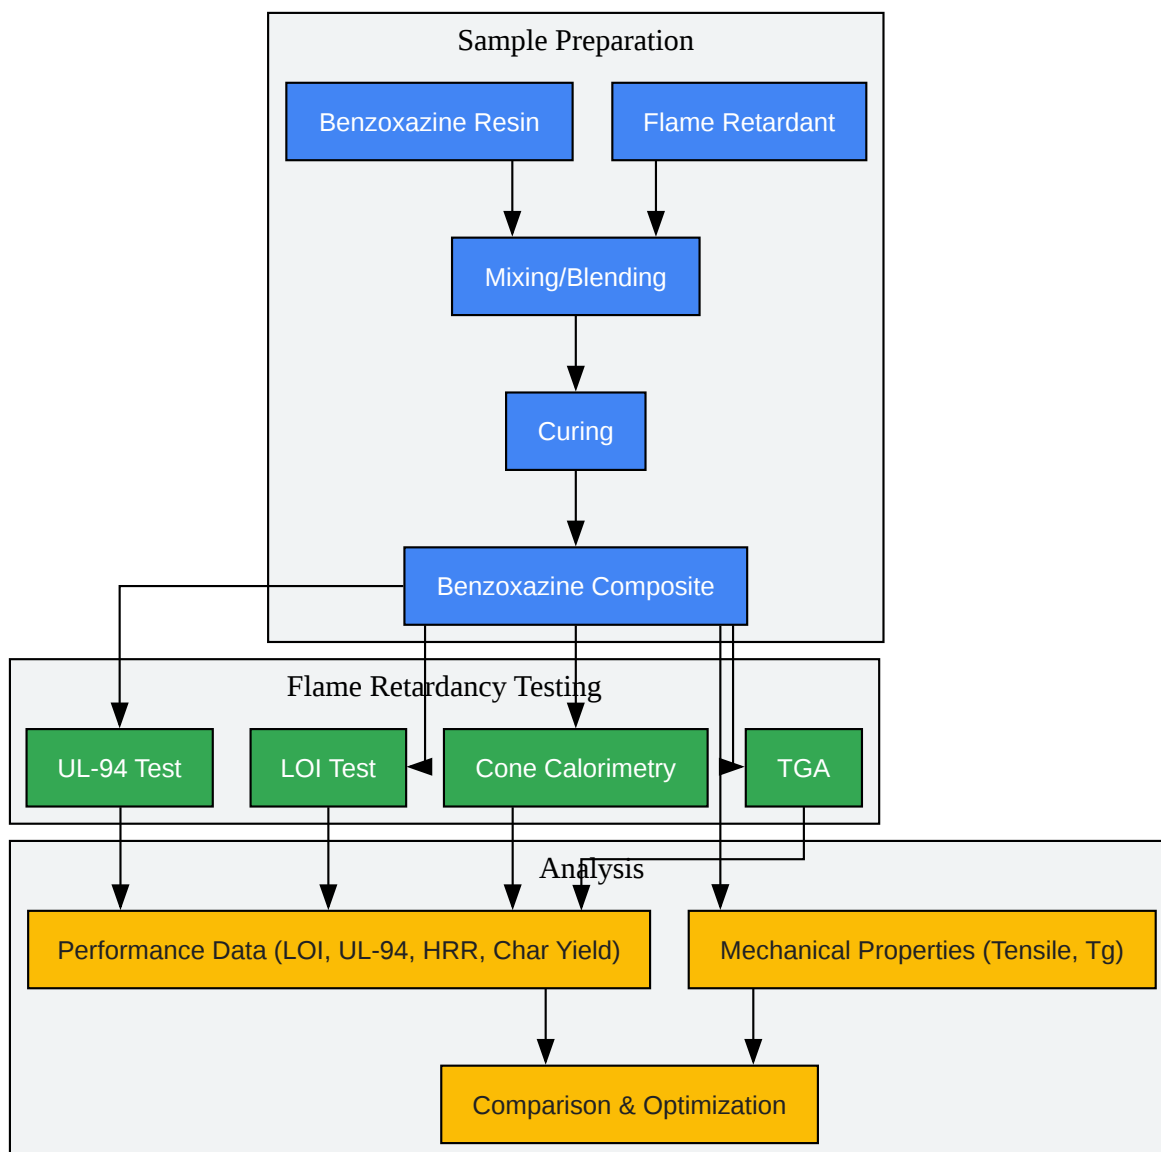 Sample Preparation
Benzoxazine Resin
Flame Retardant
Mixing/Blending
Curing
Benzoxazine Composite
Flame Retardancy Testing
UL-94 Test
LOI Test
Cone Calorimetry
TGA
Analysis
Performance Data (LOI, UL-94, HRR, Char Yield)
Mechanical Properties (Tensile, Tg)
Comparison & Optimization